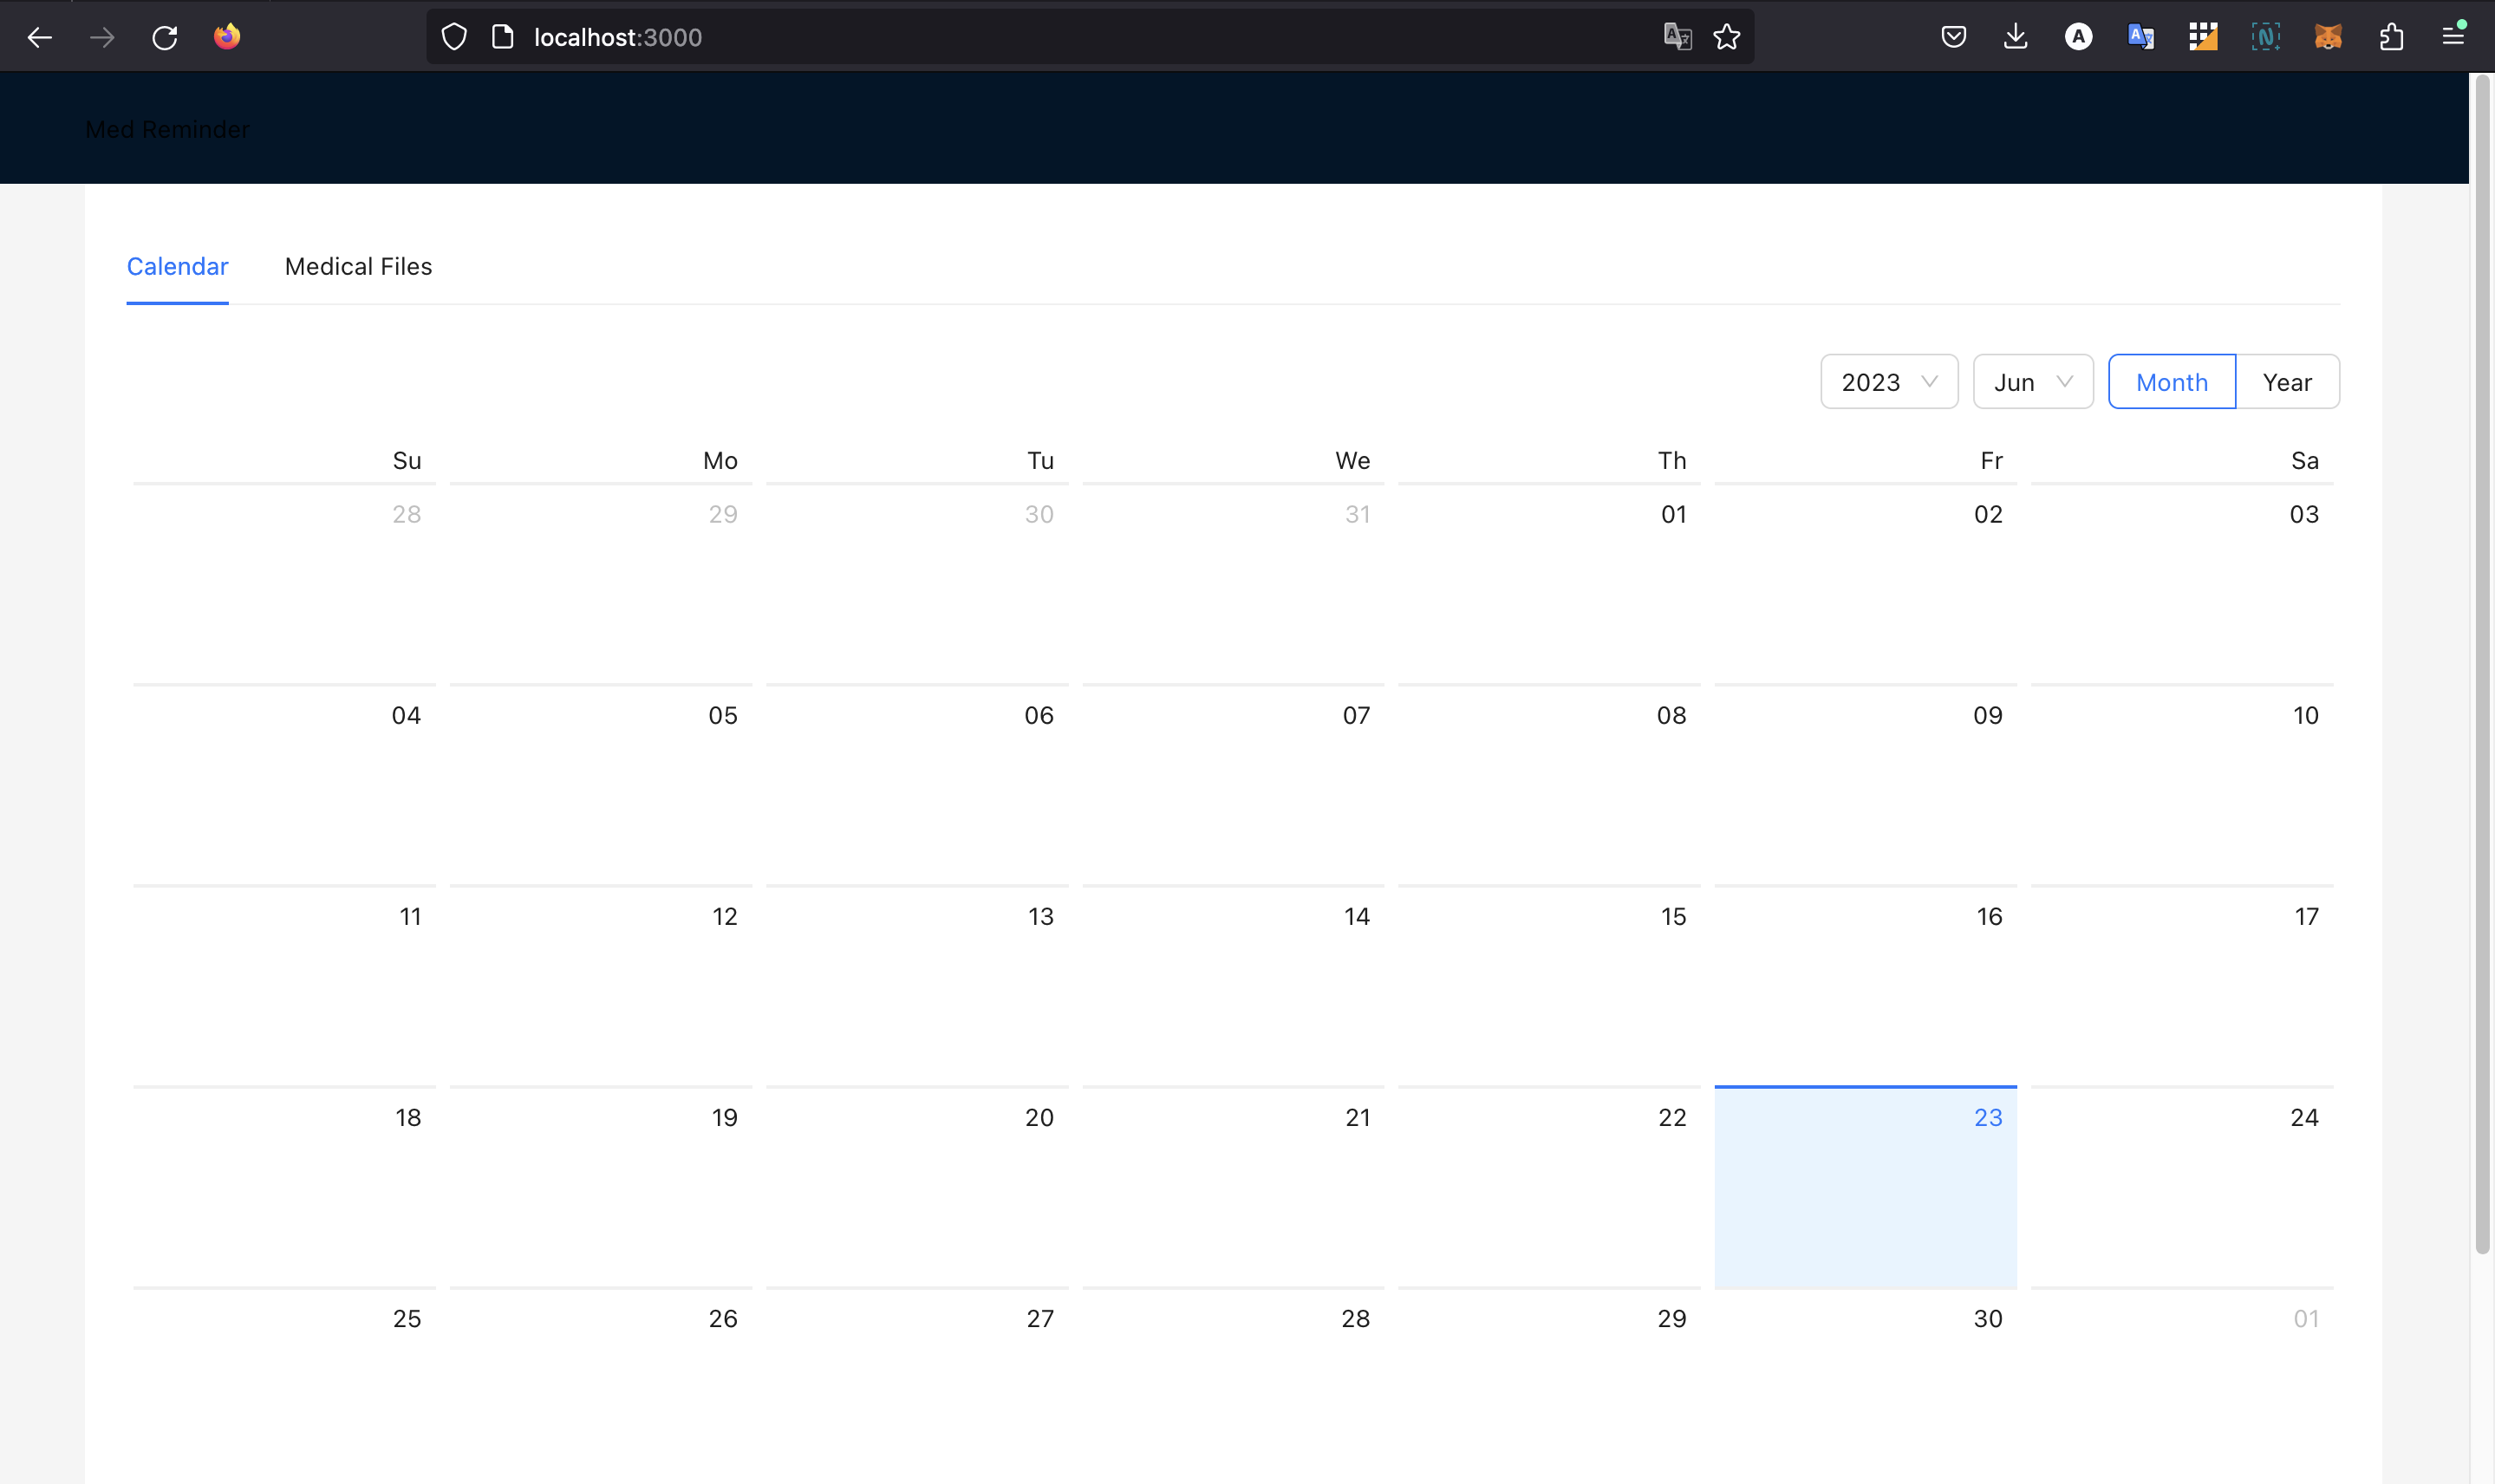 localhost:3000
Med Reminder
Calendar Medical Files
2023 Jun Month Year
Su Mo Tu We Th Fr Sa
28 29 30 31 01 02 03
04 05 06 07 08 09 10
11 12 13 14 15 16 17
18 19 20 21 22 23 24
25 26 27 28 29 30 01